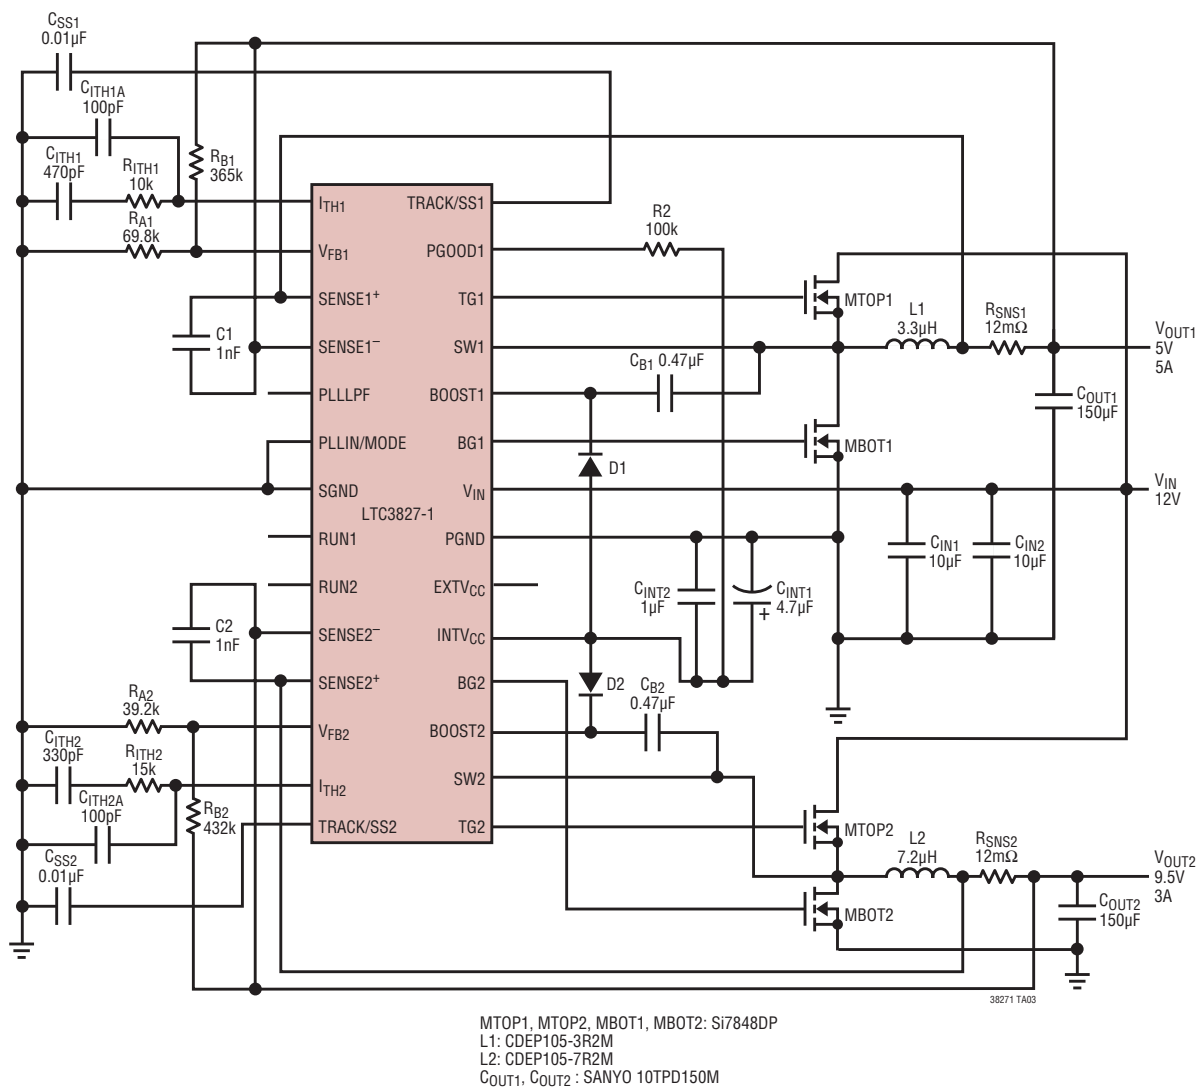 CSS1
0.01µF
CITH1A
100pF
CITH1
470pF
RITH1
10k
RB1
365k
RA1
69.8k
C1
1nF
ITH1
VFB1
SENSE1+
SENSE1–
PLLLPF
PLLIN/MODE
SGND
RUN1
RUN2
SENSE2–
SENSE2+
VFB2
ITH2
TRACK/SS2
LTC3827-1
TRACK/SS1
PGOOD1
TG1
SW1
BOOST1
BG1
VIN
PGND
EXTVCC
INTVCC
BG2
BOOST2
SW2
TG2
R2
100k
MTOP1
L1
3.3µH
RSNS1
12mΩ
VOUT1
5V
5A
CB1 0.47µF
COUT1
150µF
MBOT1
D1
VIN
12V
CIN1
10µF
CIN2
10µF
CINT2
1µF
CINT1
4.7µF
+
C2
1nF
D2
CB2
0.47µF
RA2
39.2k
CITH2
330pF
RITH2
15k
CITH2A
100pF
RB2
432k
CSS2
0.01µF
MTOP2
L2
7.2µH
RSNS2
12mΩ
VOUT2
9.5V
3A
COUT2
150µF
MBOT2
38271 TA03
MTOP1, MTOP2, MBOT1, MBOT2: Si7848DP
L1: CDEP105-3R2M
L2: CDEP105-7R2M
COUT1, COUT2 : SANYO 10TPD150M